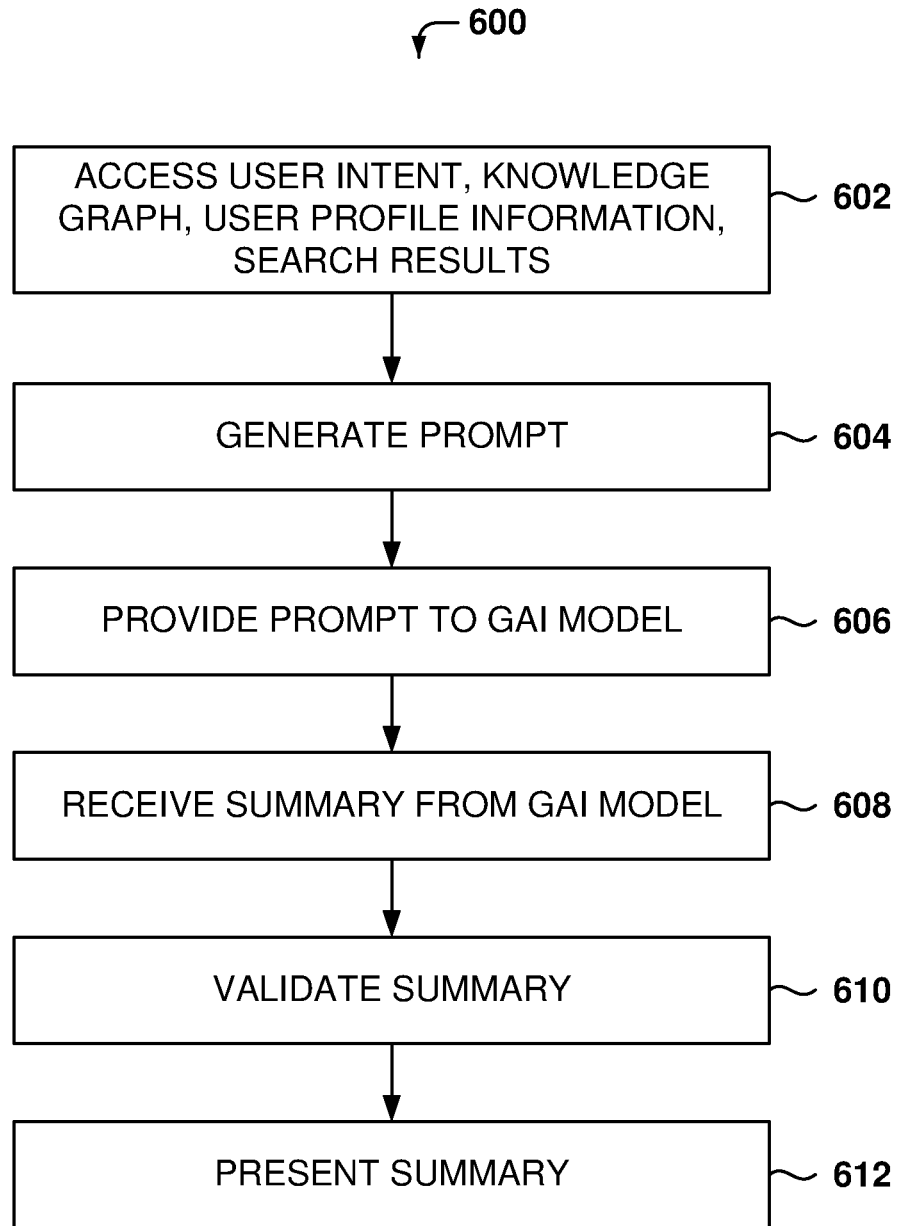 600
ACCESS USER INTENT, KNOWLEDGE
GRAPH, USER PROFILE INFORMATION,
SEARCH RESULTS
602
GENERATE PROMPT
604
PROVIDE PROMPT TO GAI MODEL
606
RECEIVE SUMMARY FROM GAI MODEL
608
VALIDATE SUMMARY
610
PRESENT SUMMARY
612